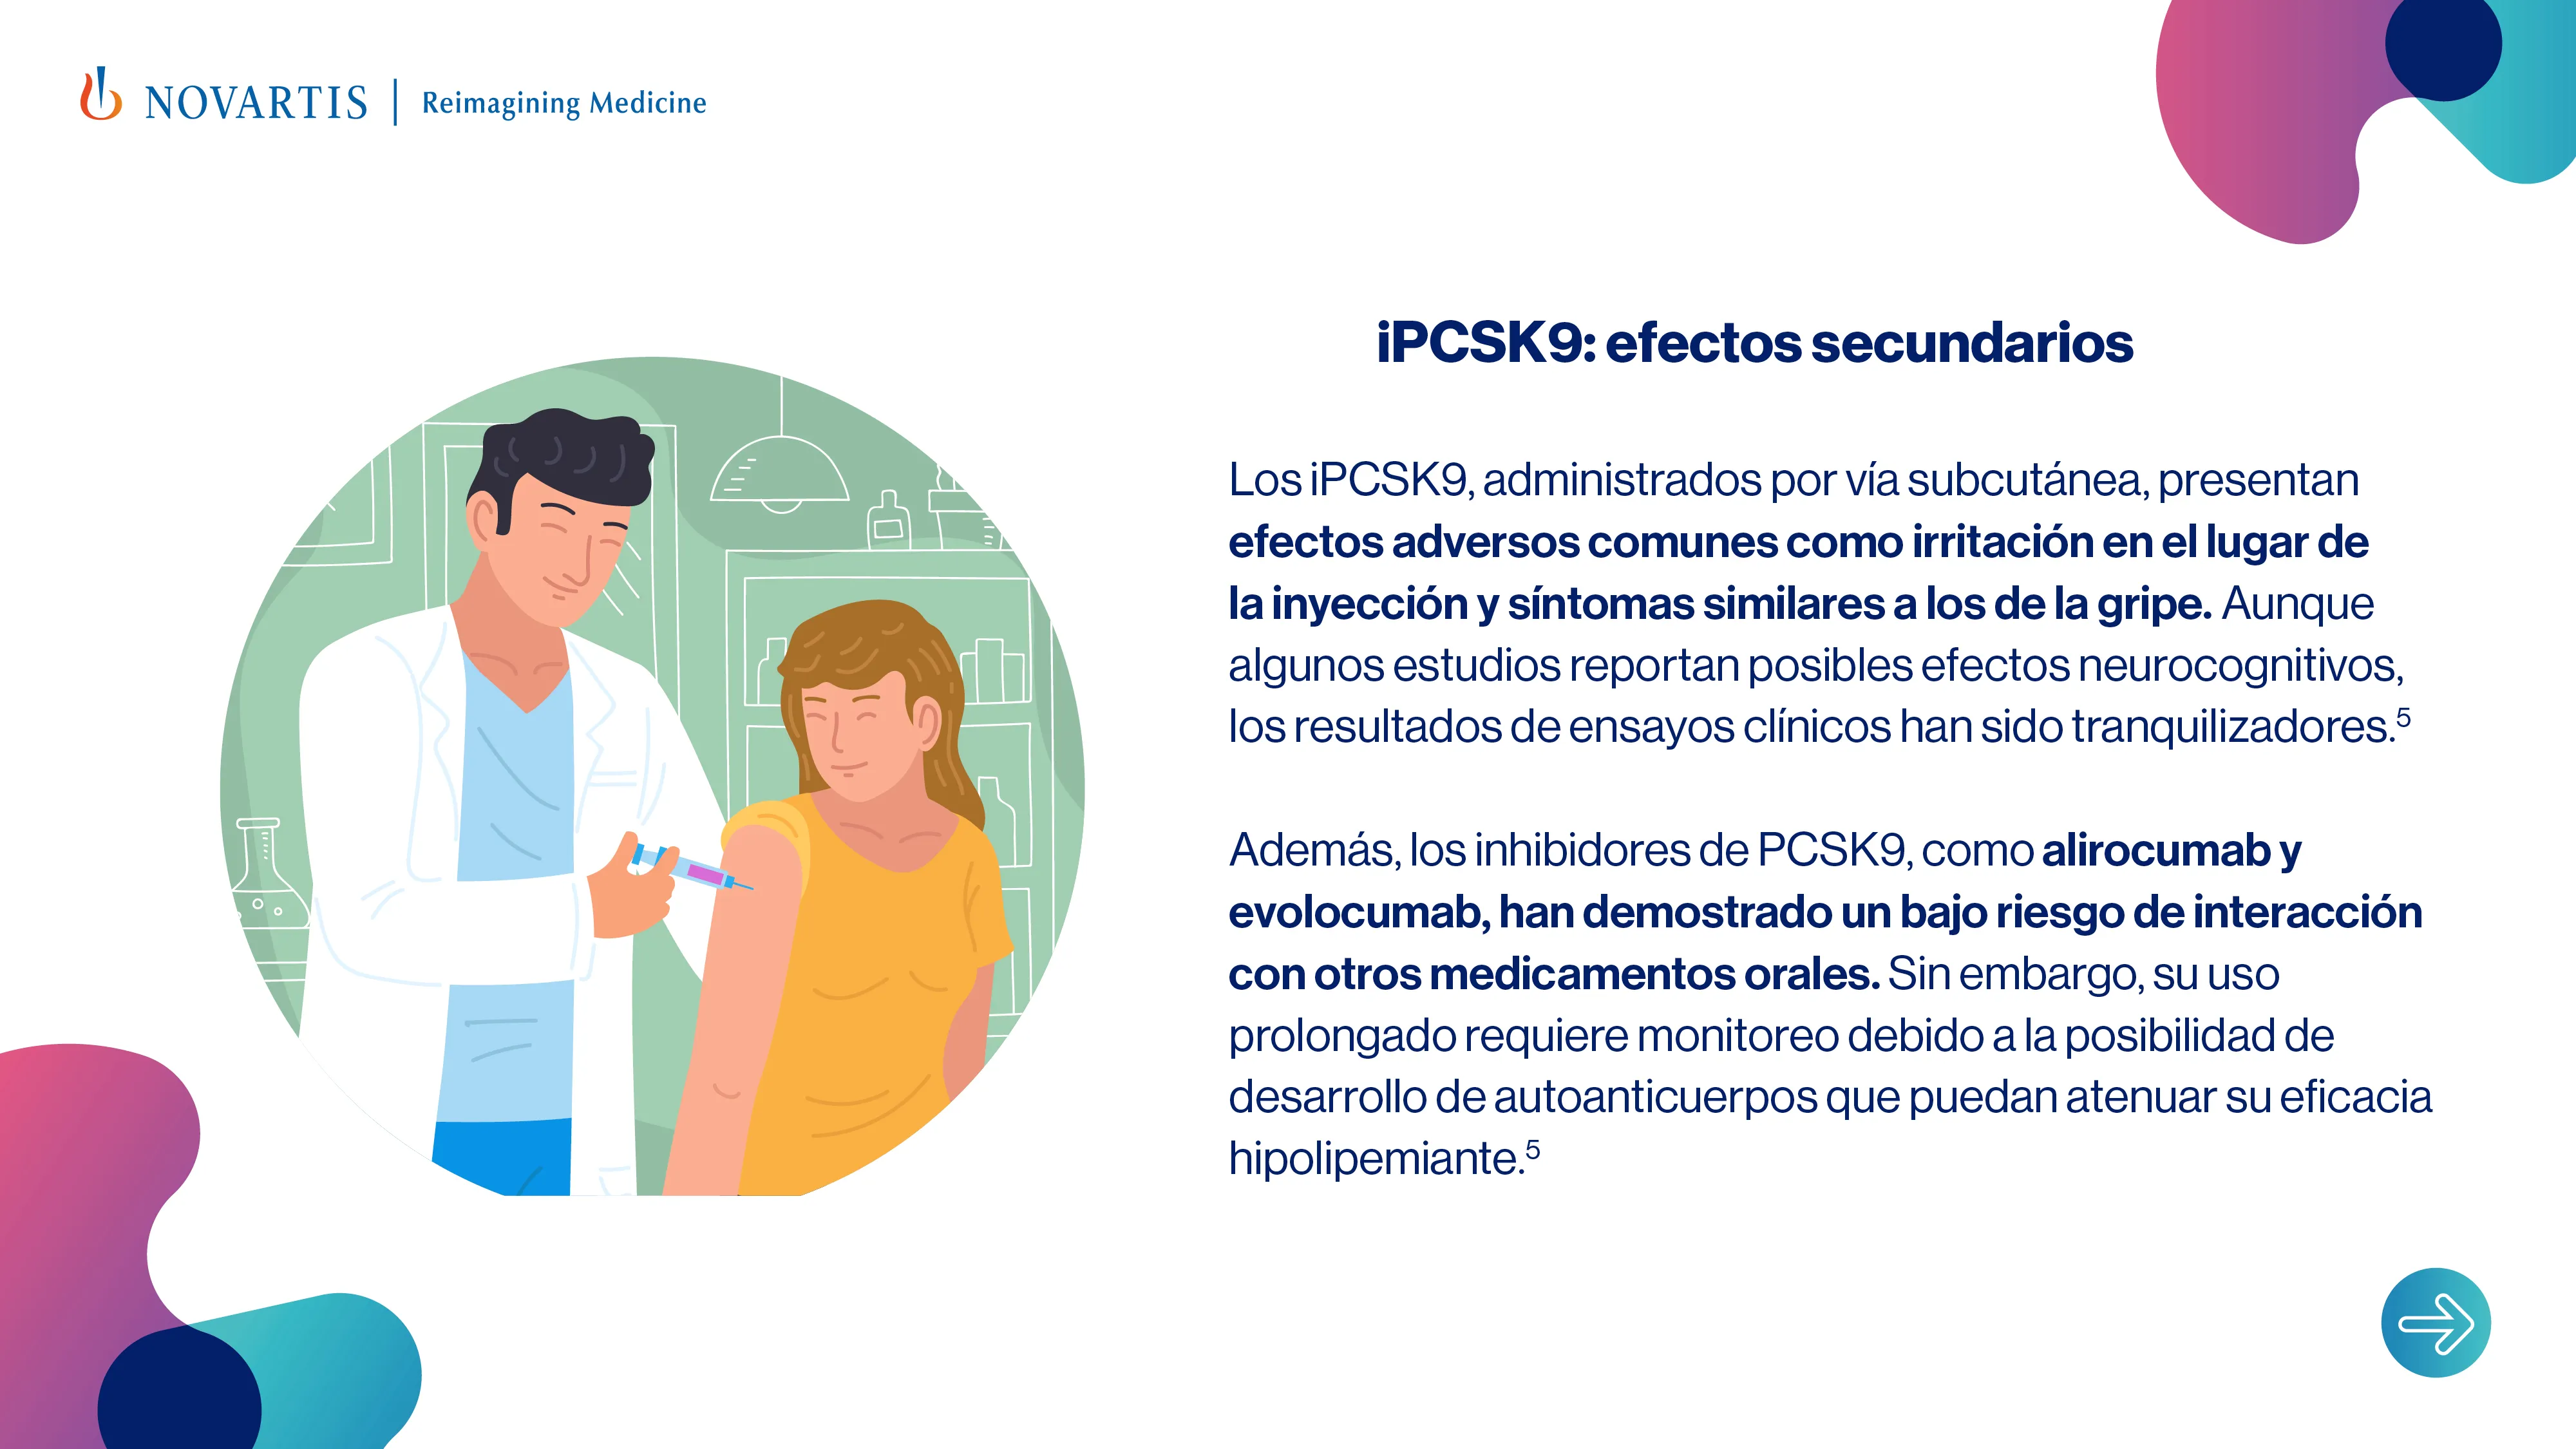 NOVARTIS | Reimagining Medicine
iPCSK9: efectos secundarios
Los iPCSK9, administrados por vía subcutánea, presentan
efectos adversos comunes como irritación en el lugar de
la inyección y síntomas similares a los de la gripe. Aunque
algunos estudios reportan posibles efectos neurocognitivos,
los resultados de ensayos clínicos han sido tranquilizadores.⁵
Además, los inhibidores de PCSK9, como alirocumab y
evolocumab, han demostrado un bajo riesgo de interacción
con otros medicamentos orales. Sin embargo, su uso
prolongado requiere monitoreo debido a la posibilidad de
desarrollo de autoanticuerpos que puedan atenuar su eficacia
hipolipemiante.⁵